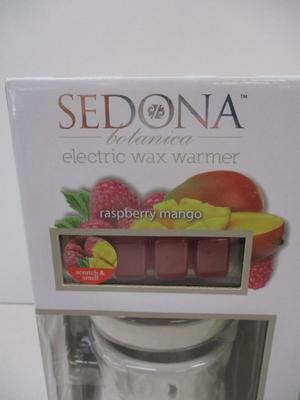 SEDONA™
botanica
electric wax warmer
raspberry mango
scratch &
smell